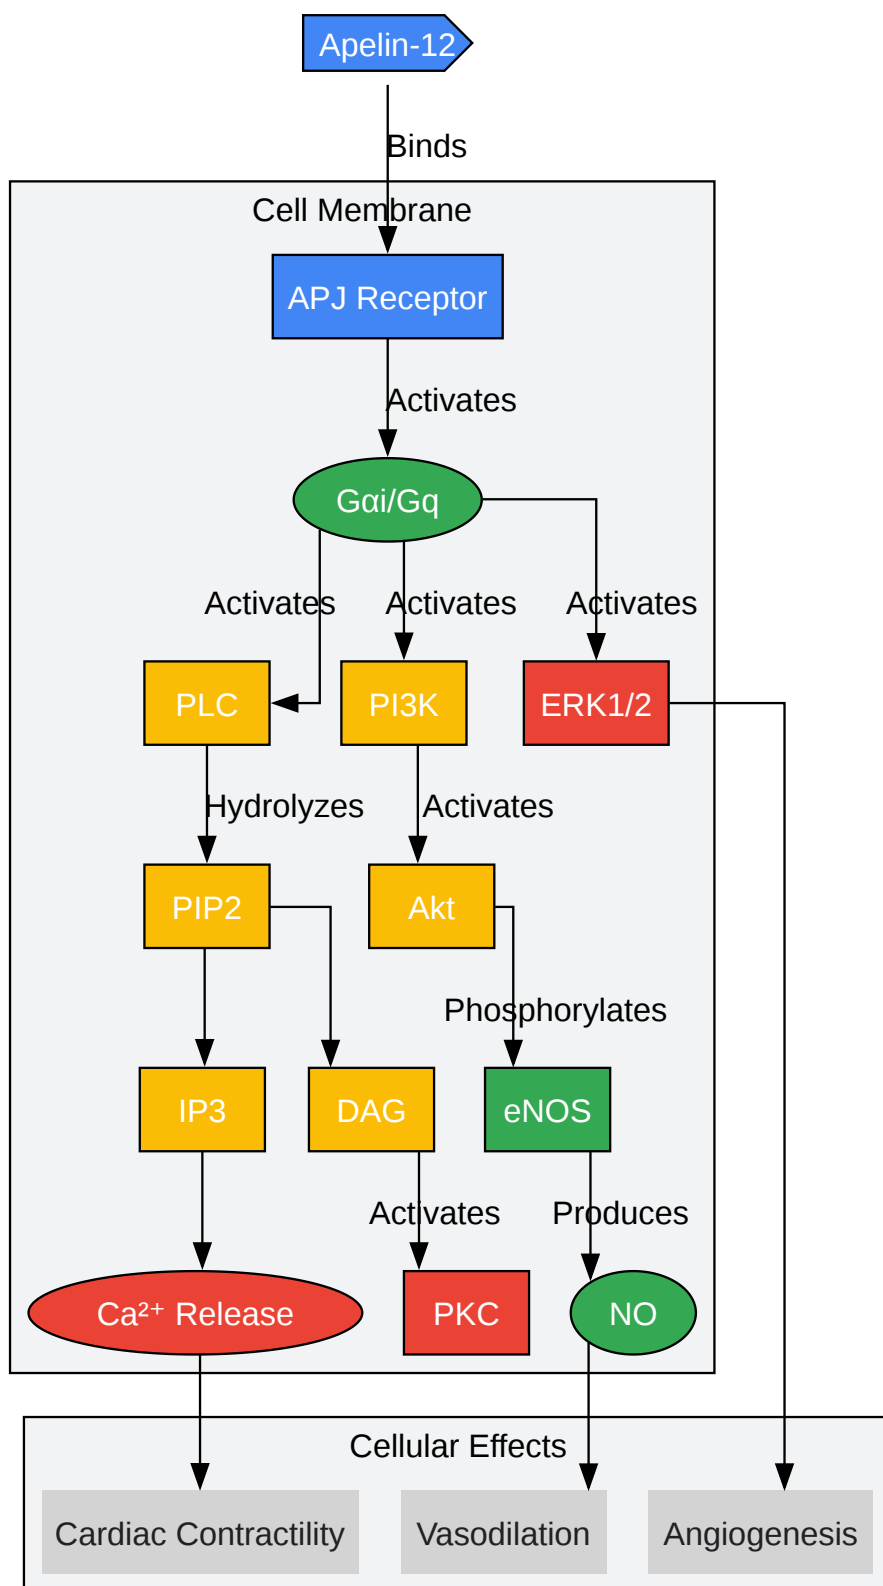 Apelin-12
Binds
Cell Membrane
APJ Receptor
Activates
Gαi/Gq
Activates
Activates
Activates
PLC
PI3K
ERK1/2
Hydrolyzes
Activates
PIP2
Akt
Phosphorylates
IP3
DAG
eNOS
Activates
Produces
Ca²⁺ Release
PKC
NO
Cellular Effects
Cardiac Contractility
Vasodilation
Angiogenesis